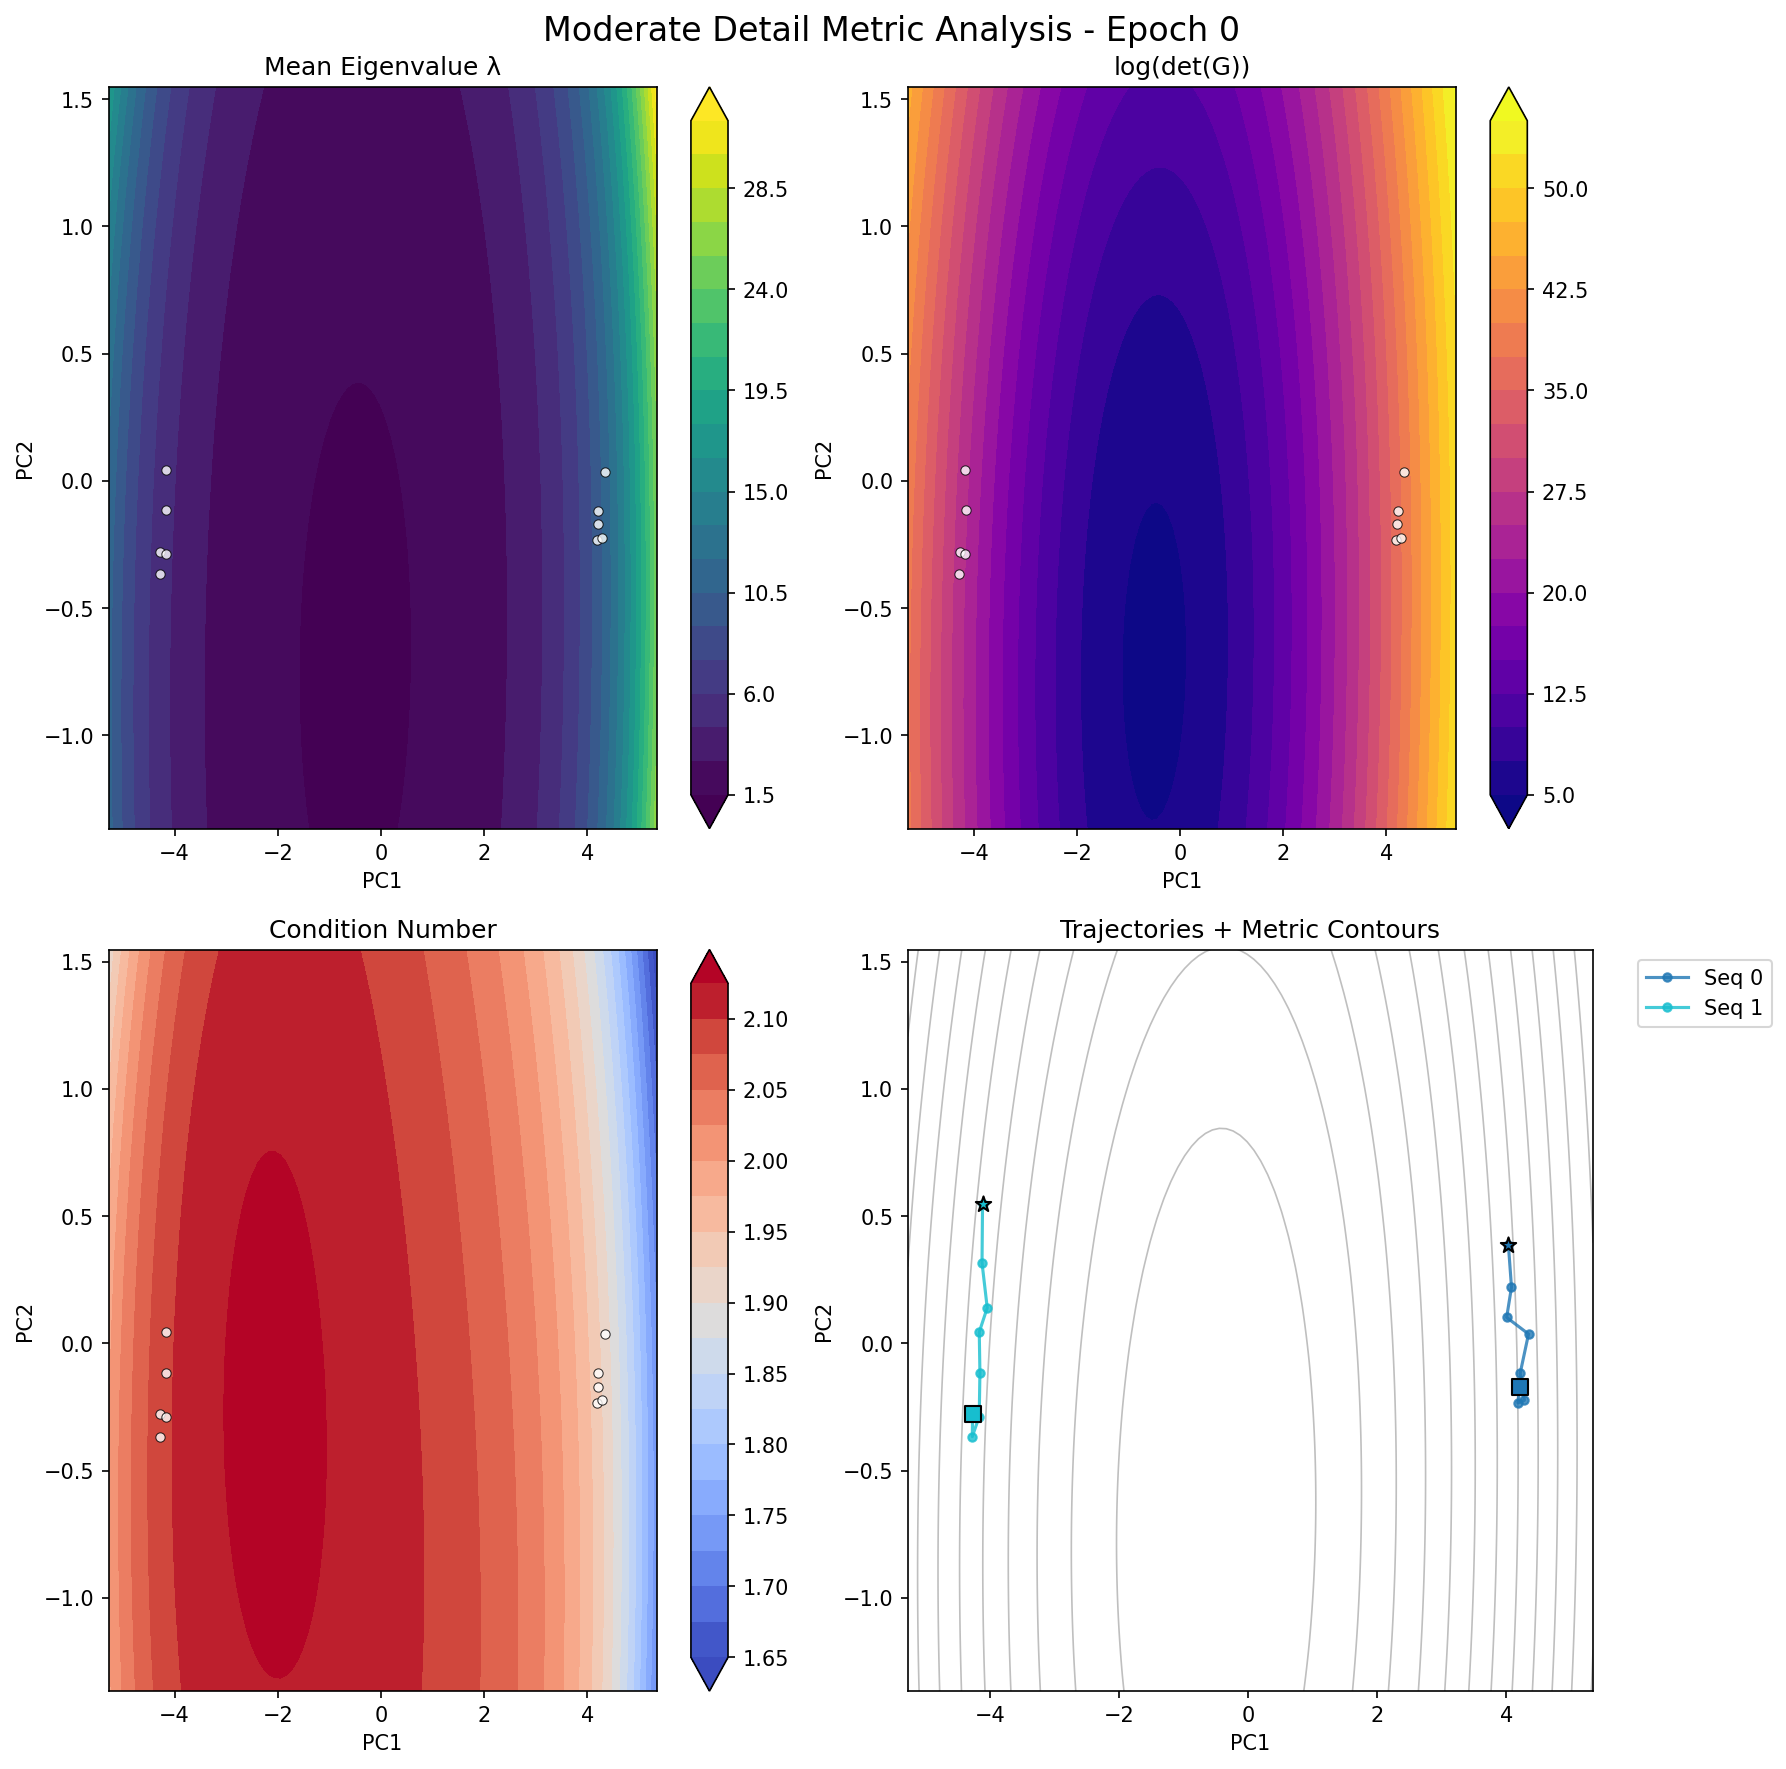 Moderate Detail Metric Analysis - Epoch 0
Mean Eigenvalue λ
1.5
1.0
0.5
0.0
−0.5
−1.0
PC2
−4 −2 0 2 4
PC1
28.5
24.0
19.5
15.0
10.5
6.0
1.5
log(det(G))
1.5
1.0
0.5
0.0
−0.5
−1.0
PC2
−4 −2 0 2 4
PC1
50.0
42.5
35.0
27.5
20.0
12.5
5.0
Condition Number
1.5
1.0
0.5
0.0
−0.5
−1.0
PC2
−4 −2 0 2 4
PC1
2.10
2.05
2.00
1.95
1.90
1.85
1.80
1.75
1.70
1.65
Trajectories + Metric Contours
1.5
1.0
0.5
0.0
−0.5
−1.0
PC2
−4 −2 0 2 4
PC1
Seq 0
Seq 1